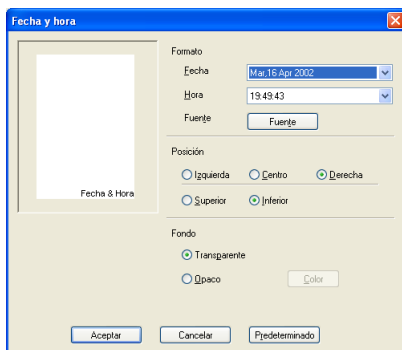 Fecha y hora
Formato
Fecha Mar,16 Apr 2002
Hora 19:49:43
Fuente Fuente
Posición
Izquierda Centro Derecha
Fecha & Hora
Superior Inferior
Fondo
Transparente
Opaco Color
Aceptar Cancelar Predeterminado